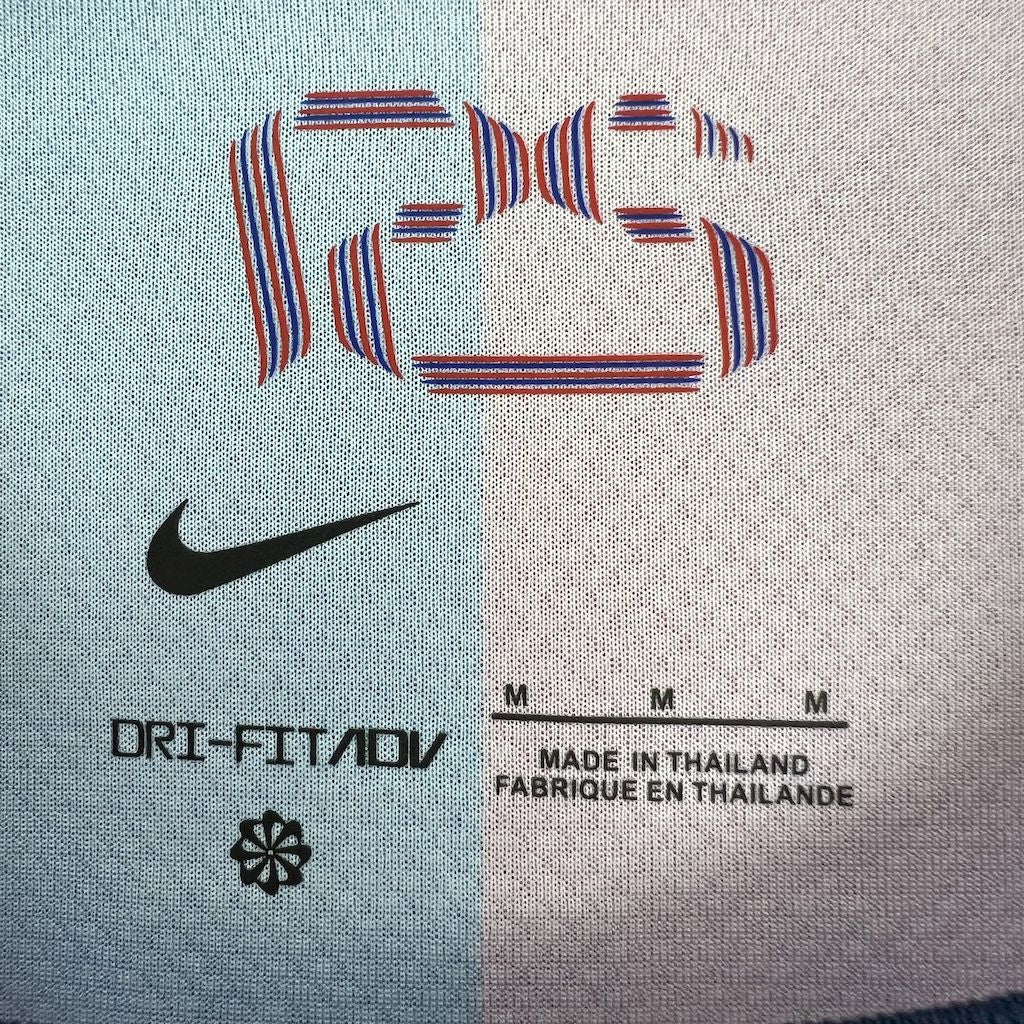 DRI-FIT ADV
M M M
MADE IN THAILAND
FABRIQUE EN THAILANDE